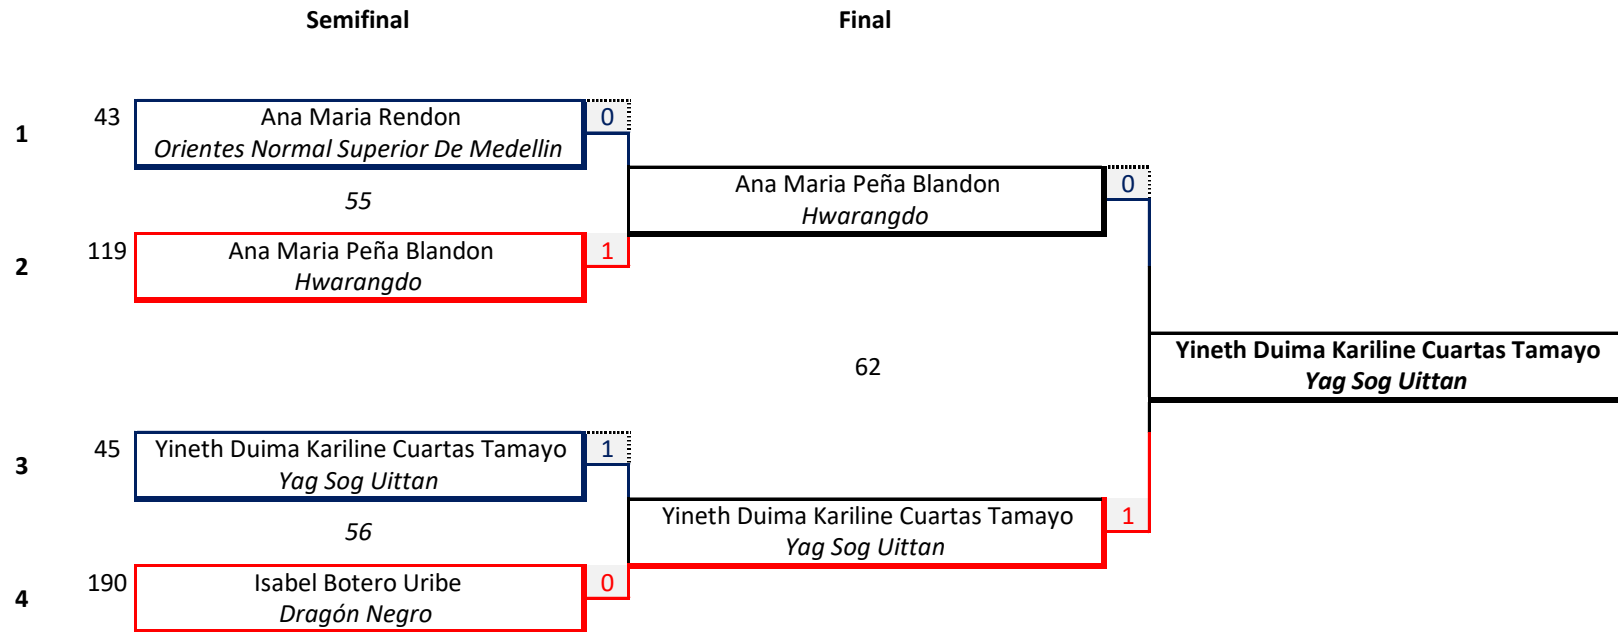 Semifinal
Final
43
Ana Maria Rendon
0
1
Orientes Normal Superior De Medellin
Ana Maria Peña Blandon
0
55
Hwarangdo
119
Ana Maria Peña Blandon
1
2
Hwarangdo
62
Yineth Duima Kariline Cuartas Tamayo
Yag Sog Uittan
45
Yineth Duima Kariline Cuartas Tamayo
1
3
Yag Sog Uittan
Yineth Duima Kariline Cuartas Tamayo
1
56
Yag Sog Uittan
190
Isabel Botero Uribe
0
4
Dragón Negro